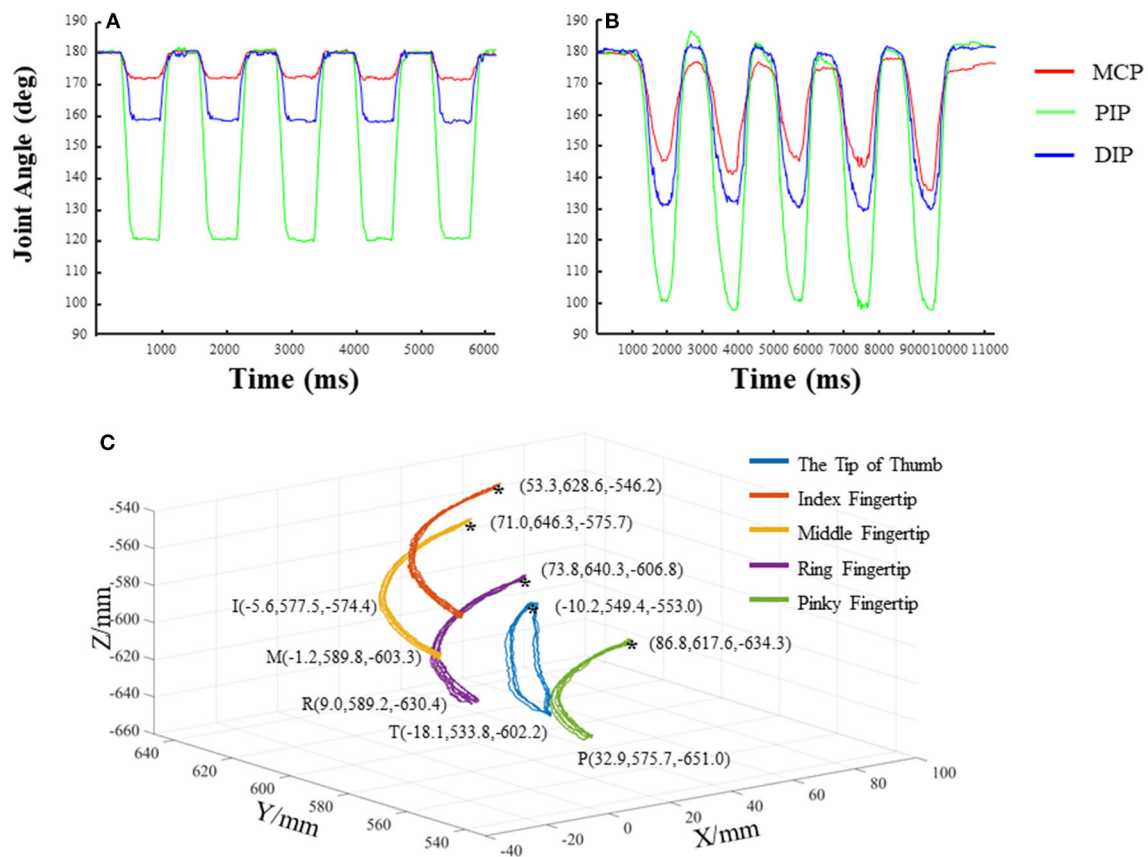 A
190
180
170
160
150
140
130
120
110
100
90
Joint Angle (deg)
1000 2000 3000 4000 5000 6000
Time (ms)
B
190
180
170
160
150
140
130
120
110
100
90
1000 2000 3000 4000 5000 6000 7000 8000 9000 10000 11000
Time (ms)
MCP
PIP
DIP
C
The Tip of Thumb
Index Fingertip
Middle Fingertip
Ring Fingertip
Pinky Fingertip
* (53.3,628.6,-546.2)
* (71.0,646.3,-575.7)
* (73.8,640.3,-606.8)
* (-10.2,549.4,-553.0)
* (86.8,617.6,-634.3)
I(-5.6,577.5,-574.4)
M(-1.2,589.8,-603.3)
R(9.0,589.2,-630.4)
T(-18.1,533.8,-602.2)
P(32.9,575.7,-651.0)
-540
-560
-580
-600
-620
-640
-660
Z/mm
640
620
600
580
560
540
Y/mm
-40
-20
0
20
40
60
80
100
X/mm